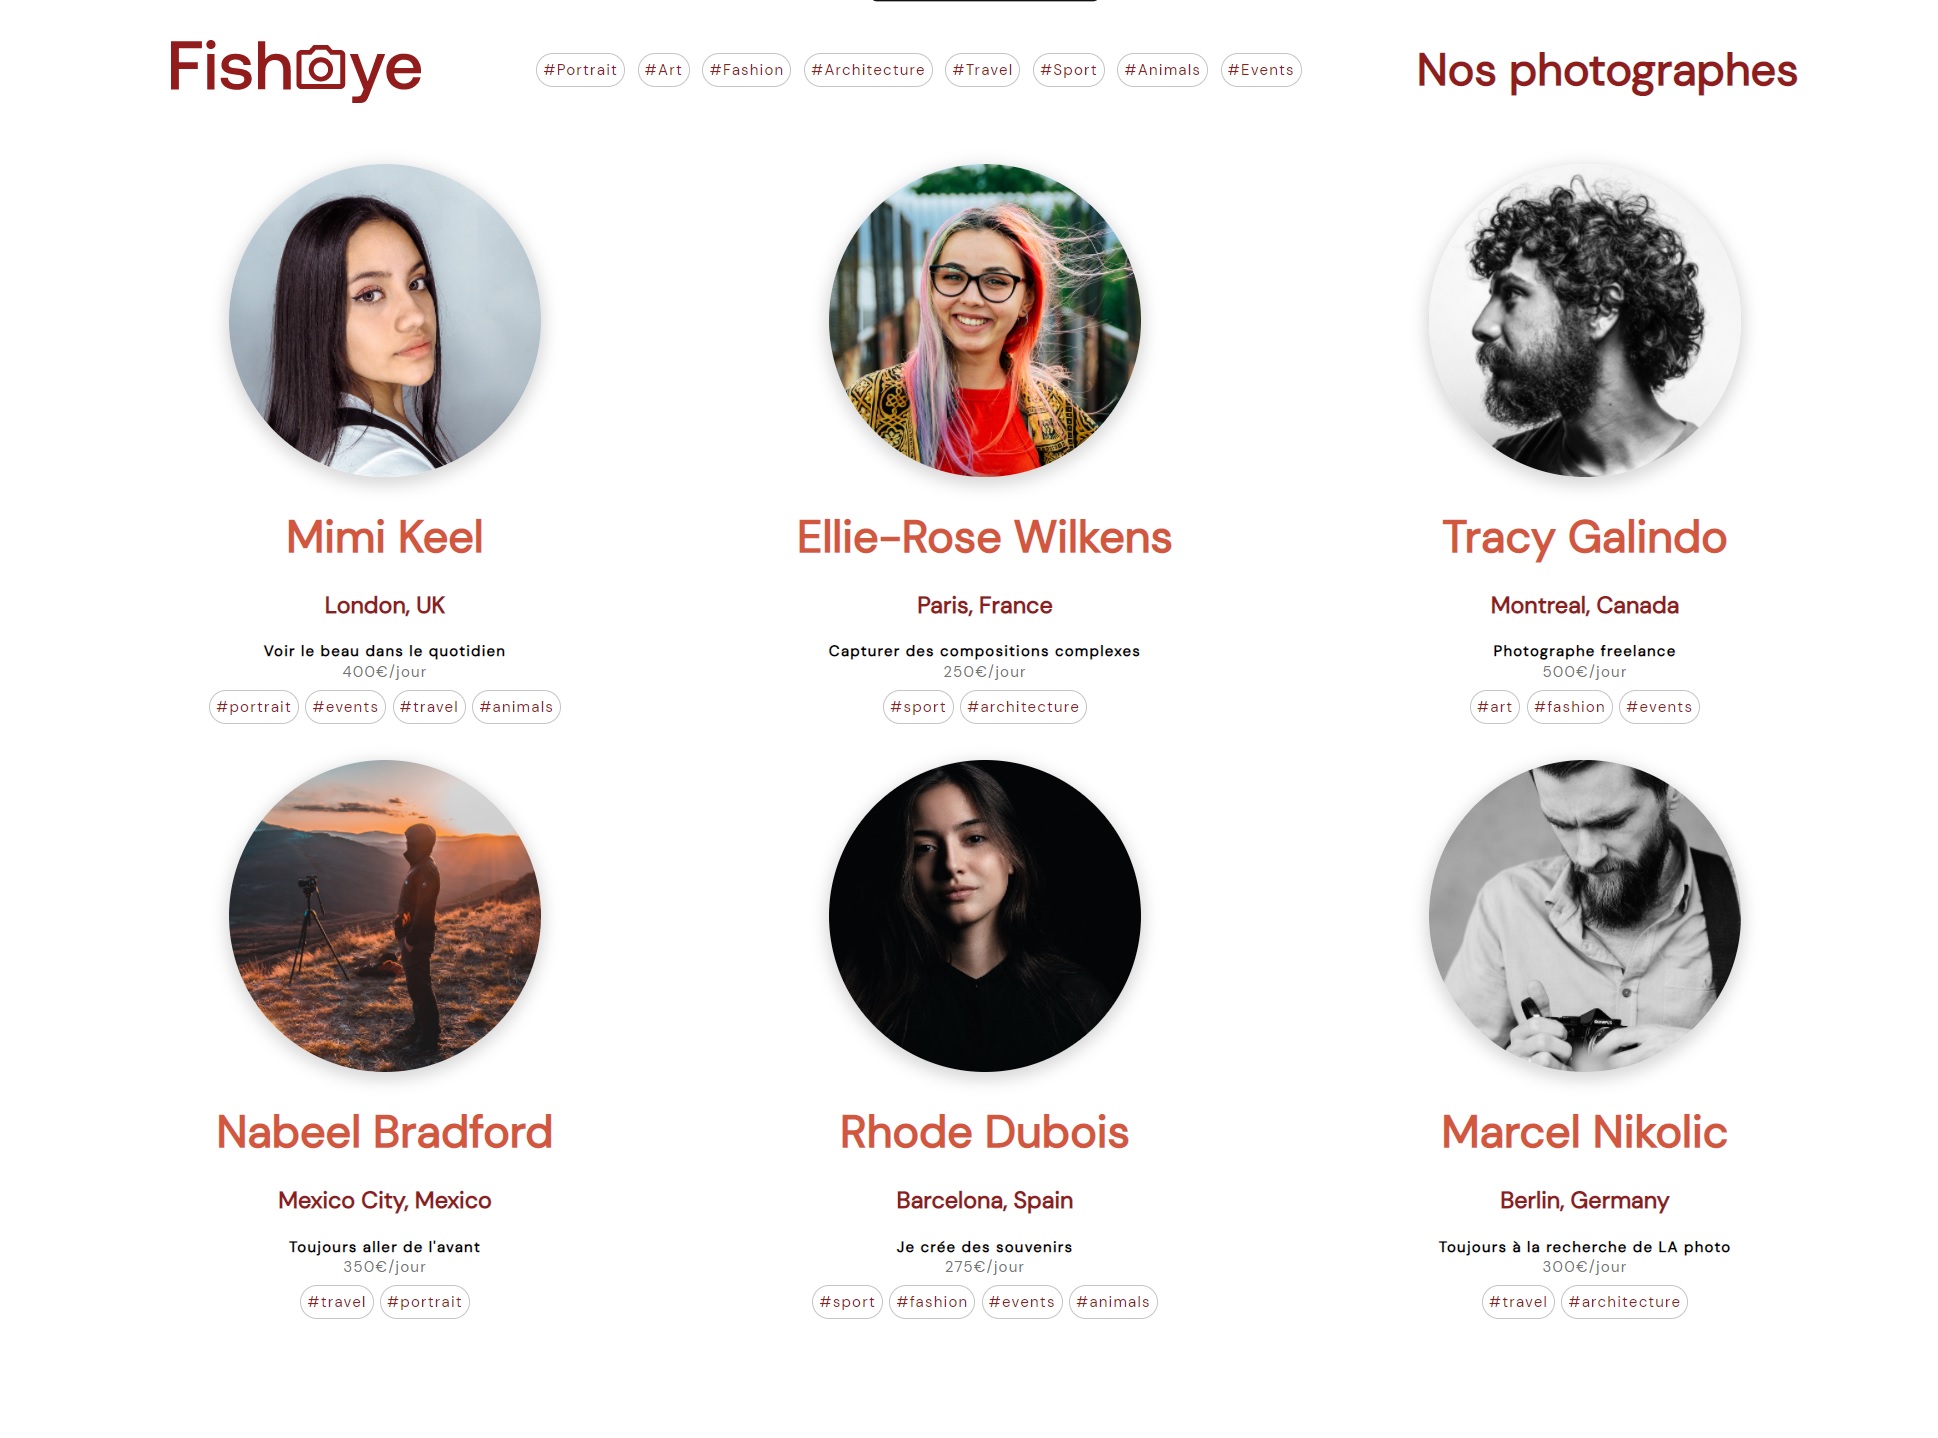 Fisheye
#Portrait #Art #Fashion #Architecture #Travel #Sport #Animals #Events
Nos photographes
Mimi Keel
London, UK
Voir le beau dans le quotidien
400€/jour
#portrait #events #travel #animals
Ellie-Rose Wilkens
Paris, France
Capturer des compositions complexes
250€/jour
#sport #architecture
Tracy Galindo
Montreal, Canada
Photographe freelance
500€/jour
#art #fashion #events
Nabeel Bradford
Mexico City, Mexico
Toujours aller de l'avant
350€/jour
#travel #portrait
Rhode Dubois
Barcelona, Spain
Je crée des souvenirs
275€/jour
#sport #fashion #events #animals
Marcel Nikolic
Berlin, Germany
Toujours à la recherche de LA photo
300€/jour
#travel #architecture